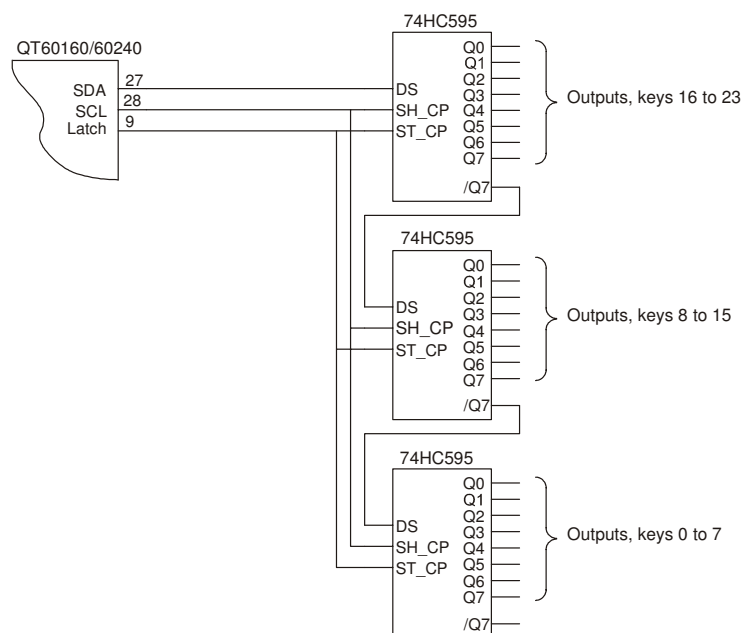 QT60160/60240
SDA
27
SCL
28
Latch
9
74HC595
DS
SH_CP
ST_CP
Q0
Q1
Q2
Q3
Q4
Q5
Q6
Q7
/Q7
Outputs, keys 16 to 23
74HC595
DS
SH_CP
ST_CP
Q0
Q1
Q2
Q3
Q4
Q5
Q6
Q7
/Q7
Outputs, keys 8 to 15
74HC595
DS
SH_CP
ST_CP
Q0
Q1
Q2
Q3
Q4
Q5
Q6
Q7
/Q7
Outputs, keys 0 to 7